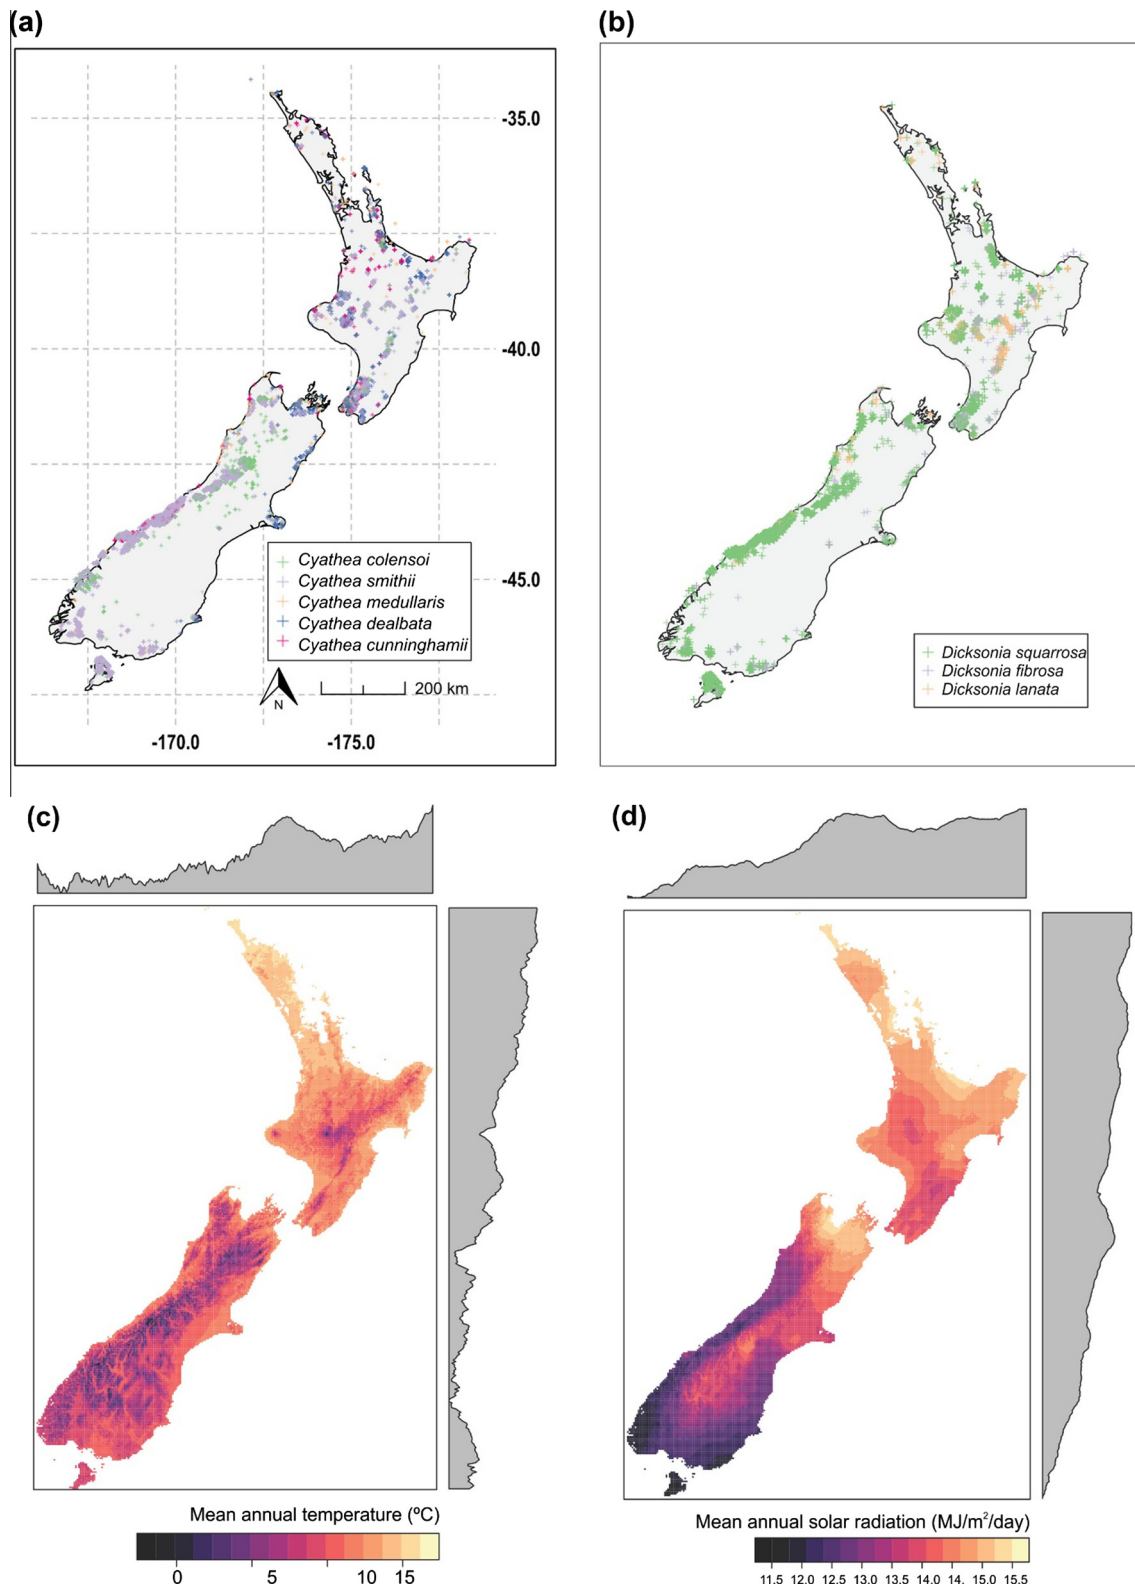 (a)
(b)
-35.0
-40.0
-45.0
-170.0
-175.0
Cyathea colensoi
Cyathea smithii
Cyathea medullaris
Cyathea dealbata
Cyathea cunninghamii
N
200 km
Dicksonia squarrosa
Dicksonia fibrosa
Dicksonia lanata
(c)
(d)
Mean annual temperature (ºC)
0 5 10 15
Mean annual solar radiation (MJ/m²/day)
11.5 12.0 12.5 13.0 13.5 14.0 14. 15.0 15.5